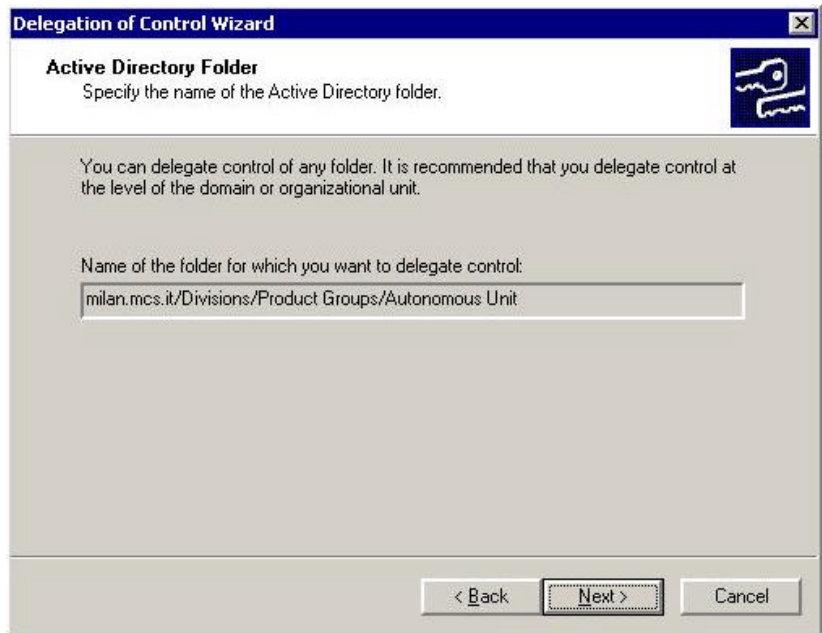 Delegation of Control Wizard
Active Directory Folder
Specify the name of the Active Directory folder.
You can delegate control of any folder. It is recommended that you delegate control at
the level of the domain or organizational unit.
Name of the folder for which you want to delegate control:
milan.mcs.it/Divisions/Product Groups/Autonomous Unit
< Back
Next >
Cancel